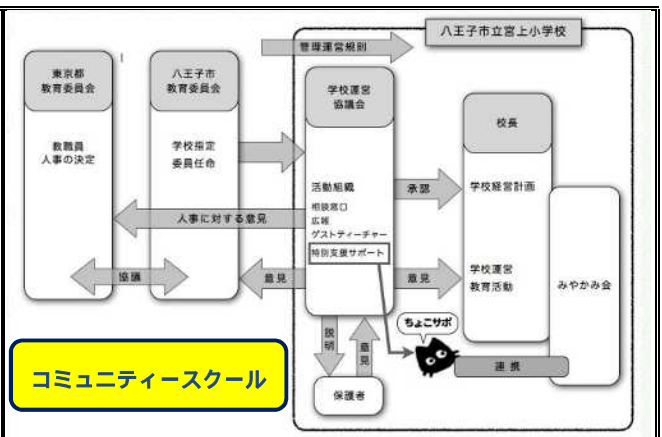 八王子市立宮上小学校
管理運営規則
東京都
教育委員会
教職員
人事の決定
八王子市
教育委員会
学校指定
委員任命
学校運営
協議会
活動組織
相談窓口
広報
ゲストティーチャー
特別支援サポート
校長
学校経営計画
学校運営
教育活動
みやかみ会
承認
人事に対する意見
協議
意見
意見
説明
意見
ちょこサポ
連携
保護者
コミュニティースクール